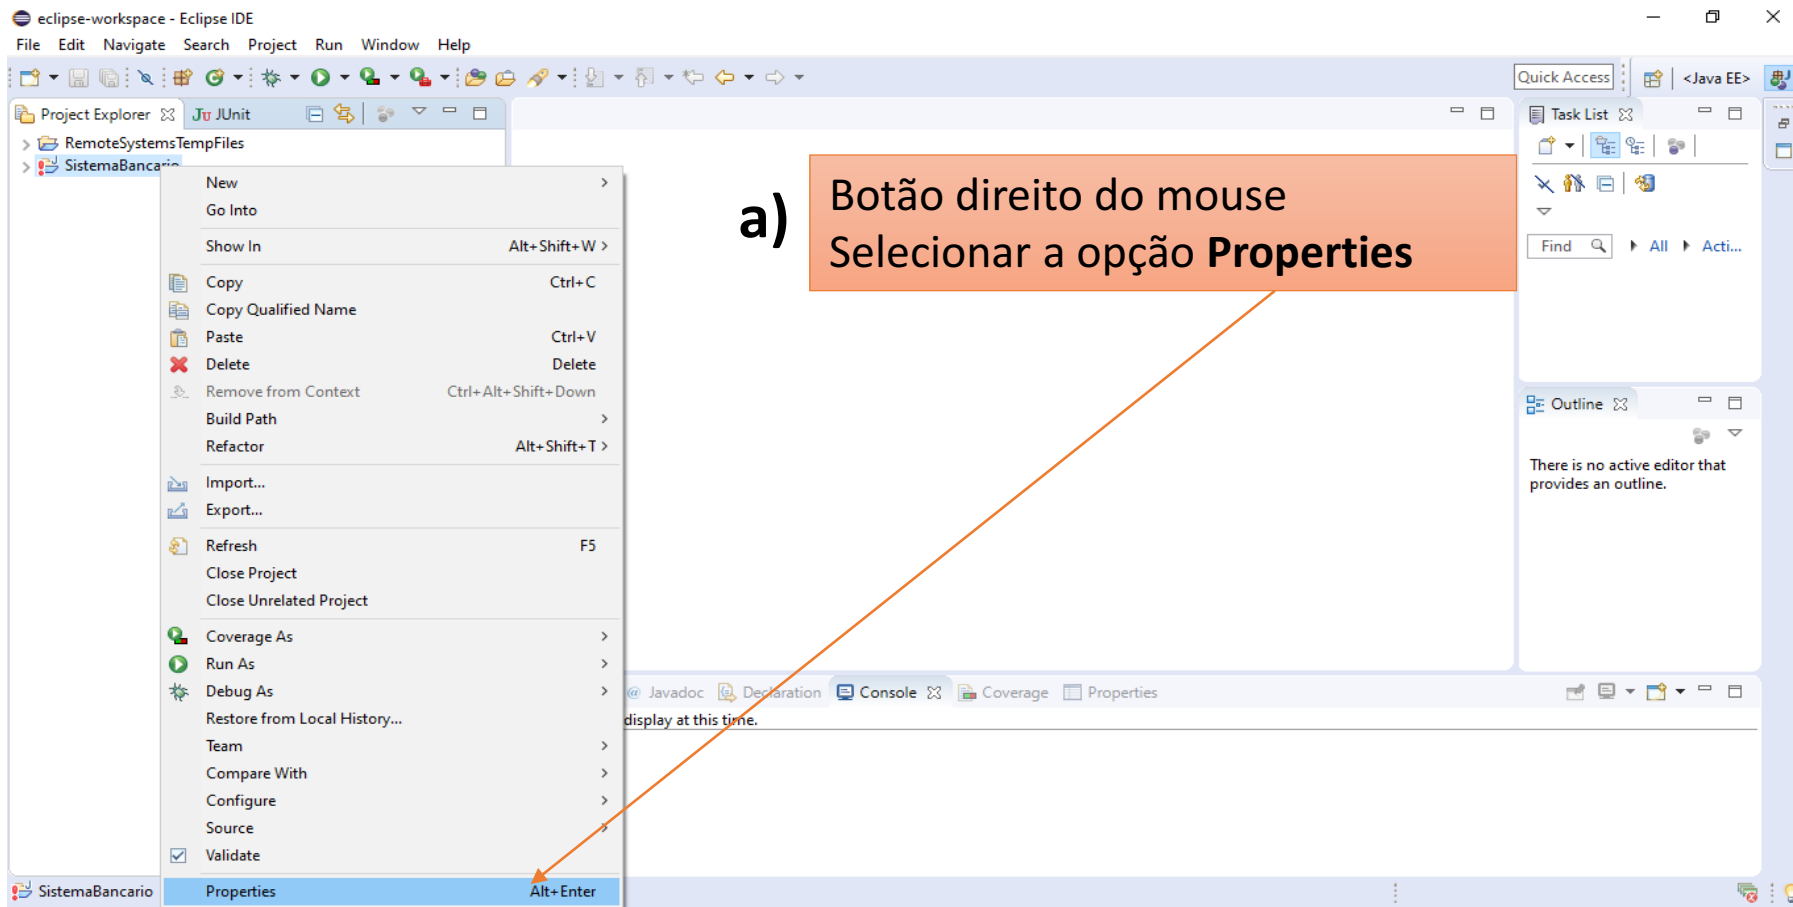 eclipse-workspace - Eclipse IDE
File Edit Navigate Search Project Run Window Help
Quick Access <Java EE>
Project Explorer JUnit
RemoteSystemsTempFiles
SistemaBancario
New
Go Into
Show In Alt+Shift+W
Copy Ctrl+C
Copy Qualified Name
Paste Ctrl+V
Delete Delete
Remove from Context Ctrl+Alt+Shift+Down
Build Path
Refactor Alt+Shift+T
Import...
Export...
Refresh F5
Close Project
Close Unrelated Project
Coverage As
Run As
Debug As
Restore from Local History...
Team
Compare With
Configure
Source
Validate
Properties Alt+Enter
a)
Botão direito do mouse
Selecionar a opção Properties
Task List
Find All Acti...
Outline
There is no active editor that
provides an outline.
@ Javadoc Declaration Console Coverage Properties
display at this time.
SistemaBancario